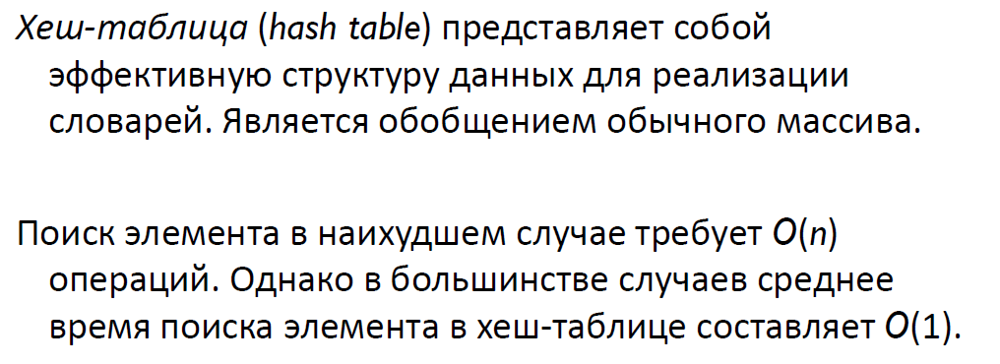 Хеш-таблица (hash table) представляет собой
эффективную структуру данных для реализации
словарей. Является обобщением обычного массива.
Поиск элемента в наихудшем случае требует O(n)
операций. Однако в большинстве случаев среднее
время поиска элемента в хеш-таблице составляет O(1).